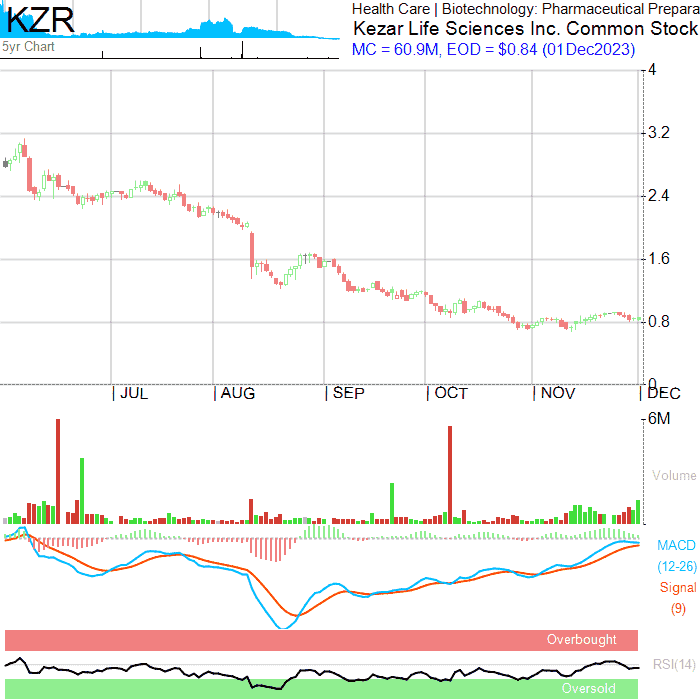 KZR
5yr Chart
Health Care | Biotechnology: Pharmaceutical Prepara
Kezar Life Sciences Inc. Common Stock
MC = 60.9M, EOD = $0.84 (01Dec2023)
4
3.2
2.4
1.6
0.8
0
JUL AUG SEP OCT NOV DEC
6M
Volume
MACD
(12-26)
Signal
(9)
Overbought
RSI(14)
Oversold